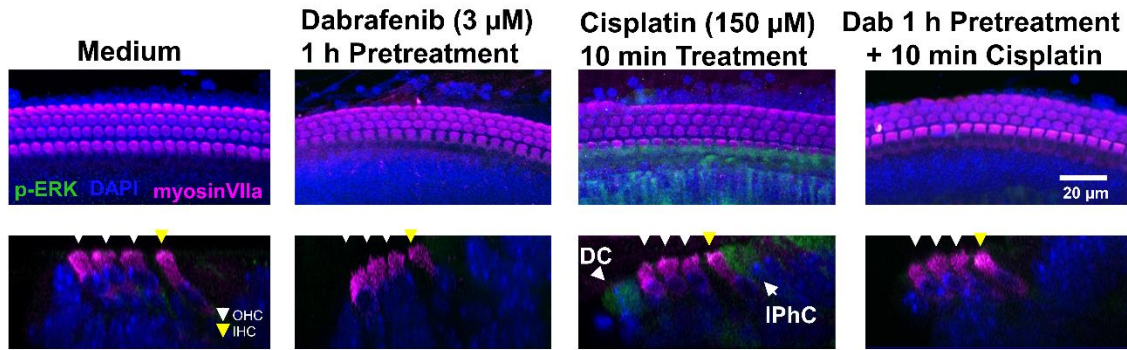 Medium
Dabrafenib (3 µM)
1 h Pretreatment
Cisplatin (150 µM)
10 min Treatment
Dab 1 h Pretreatment
+ 10 min Cisplatin
p-ERK DAPI myosinVIIa
20 µm
OHC
IHC
DC
IPhC